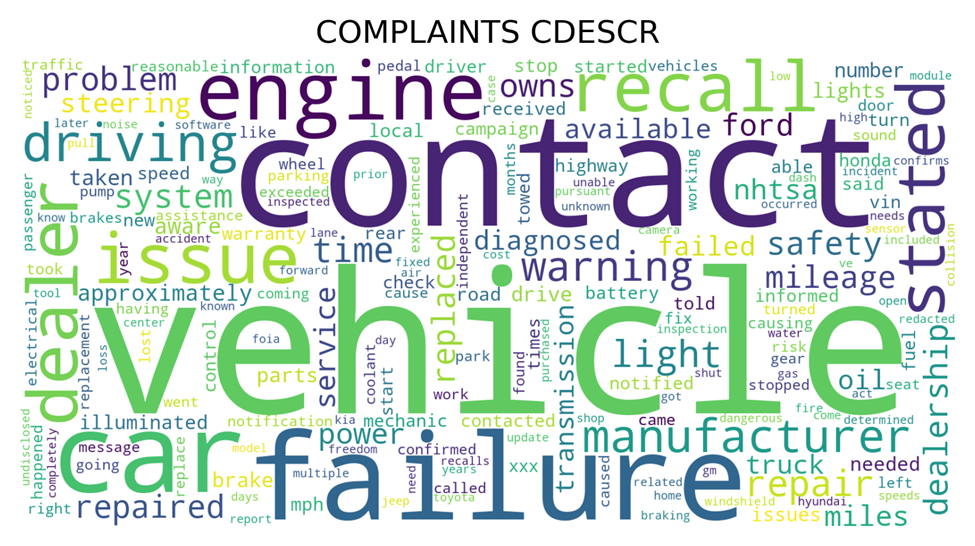 COMPLAINTS CDESCR
traffic reasonable information pedal driver stop started vehicles low number module
noticed problem engine case owns recall lights door
steering received high turn
later noise software like local campaign available ford stated sound
driving contact
pull wheel highway able honda confirms
taken speed parking prior months working dash nhtsa said incident
passenger pump way system exceeded inspected experienced towed unable pursuant occurred vin
know brakes new assistance unknown needs
dealer aware warranty lane rear independent camera sensor
accident time diagnosed failed safety included
year issue fixed cost warning ve collision
took forward air check mileage
tool approximately coming cause replaced road drive battery told informed open
having known service vehicle fix turned redacted
electrical center lost control foia day park times purchased transmission inspection causing water fuel
replacement loss coolant found light risk
parts start work shut gear gas
went notified stopped oil seat
got act
illuminated notification kia mechanic contacted shop came dangerous fire determined
undisclosed happened message car model power update manufacturer come dealership
completely going replace freedom confirmed failure
multiple recalls years xxx caused gm truck needed
brake need called related repair left
days jeep toyota home speeds
right repaired mph windshield hyundai
report braking issues miles